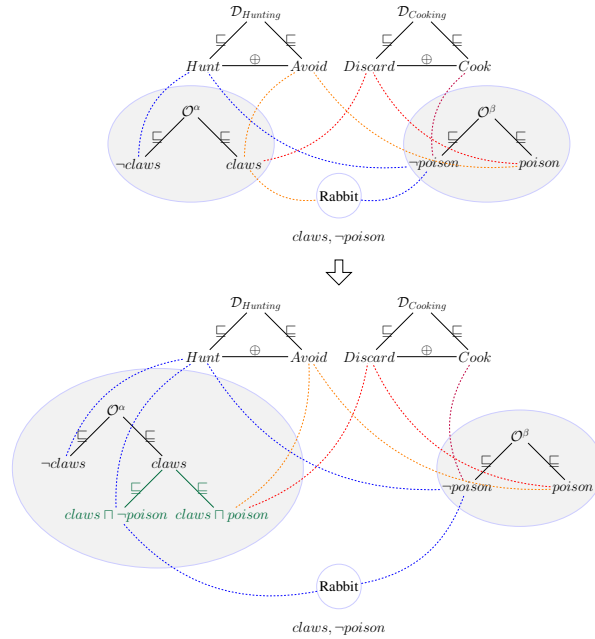 𝒟_Hunting 𝒟_Cooking
⊑ ⊑ ⊑ ⊑
Hunt ⊕ Avoid Discard ⊕ Cook
𝒪^α 𝒪^β
⊑ ⊑ ⊑ ⊑
¬claws claws ¬poison poison
Rabbit
claws, ¬poison
𝒟_Hunting 𝒟_Cooking
⊑ ⊑ ⊑ ⊑
Hunt ⊕ Avoid Discard ⊕ Cook
𝒪^α
⊑ ⊑
𝒪^β
⊑ ⊑
¬claws claws
¬poison poison
⊑ ⊑
claws ⊓ ¬poison claws ⊓ poison
Rabbit
claws, ¬poison